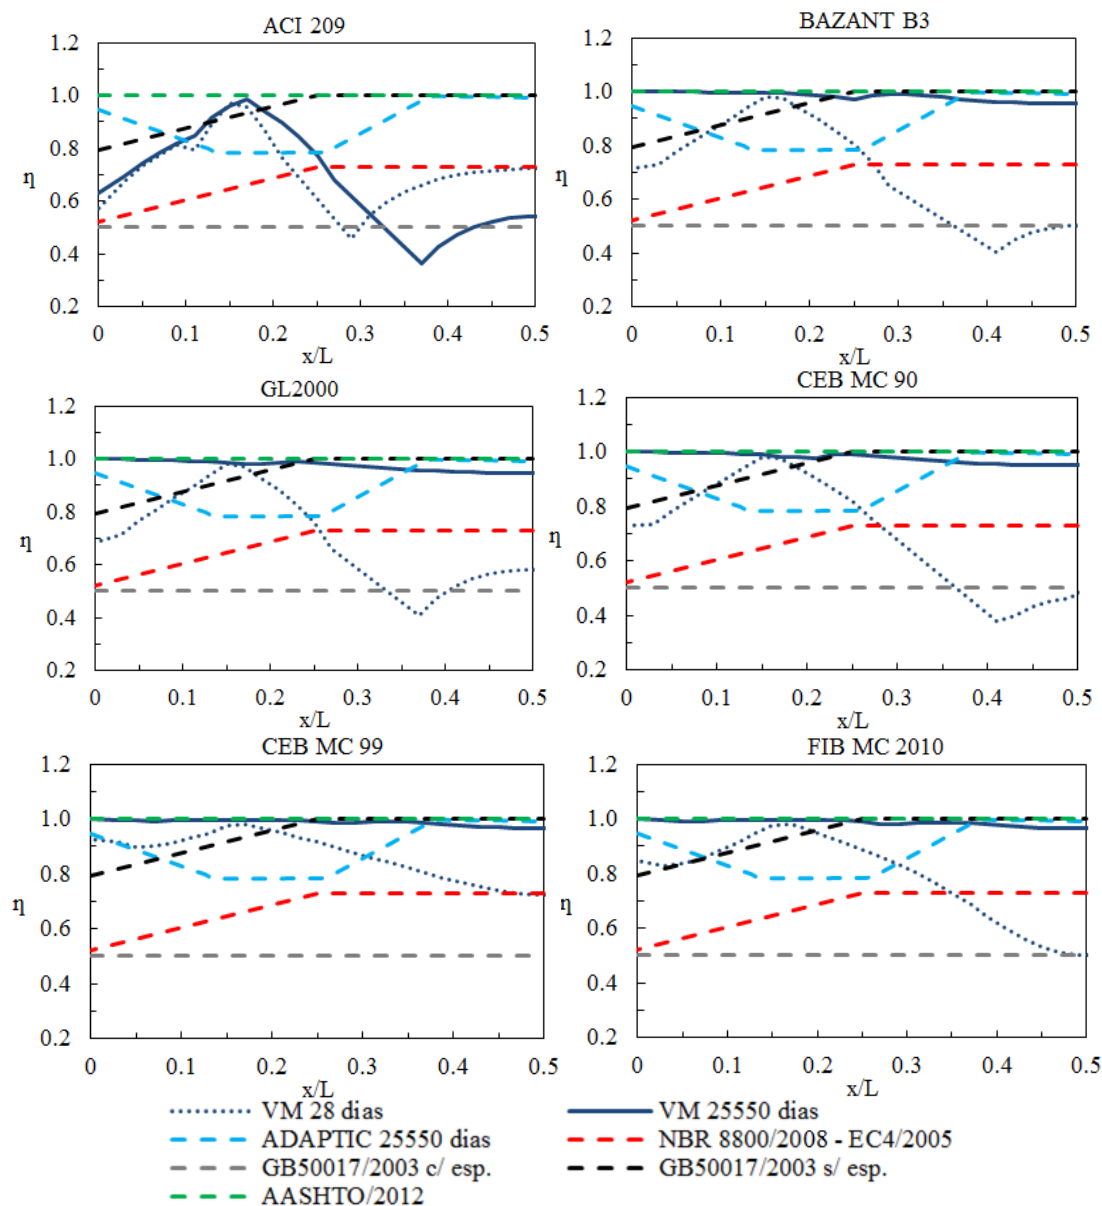 ACI 209
BAZANT B3
1.2
1.0
0.8
η
0.6
0.4
0.2
0 0.1 0.2 0.3 0.4 0.5
x/L
1.2
1.0
0.8
η
0.6
0.4
0.2
0 0.1 0.2 0.3 0.4 0.5
x/L
GL2000
CEB MC 90
1.2
1.0
0.8
η
0.6
0.4
0.2
0 0.1 0.2 0.3 0.4 0.5
x/L
1.2
1.0
0.8
η
0.6
0.4
0.2
0 0.1 0.2 0.3 0.4 0.5
x/L
CEB MC 99
FIB MC 2010
1.2
1.0
0.8
η
0.6
0.4
0.2
0 0.1 0.2 0.3 0.4 0.5
x/L
1.2
1.0
0.8
η
0.6
0.4
0.2
0 0.1 0.2 0.3 0.4 0.5
x/L
VM 28 dias
VM 25550 dias
ADAPTIC 25550 dias
NBR 8800/2008 - EC4/2005
GB50017/2003 c/ esp.
GB50017/2003 s/ esp.
AASHTO/2012